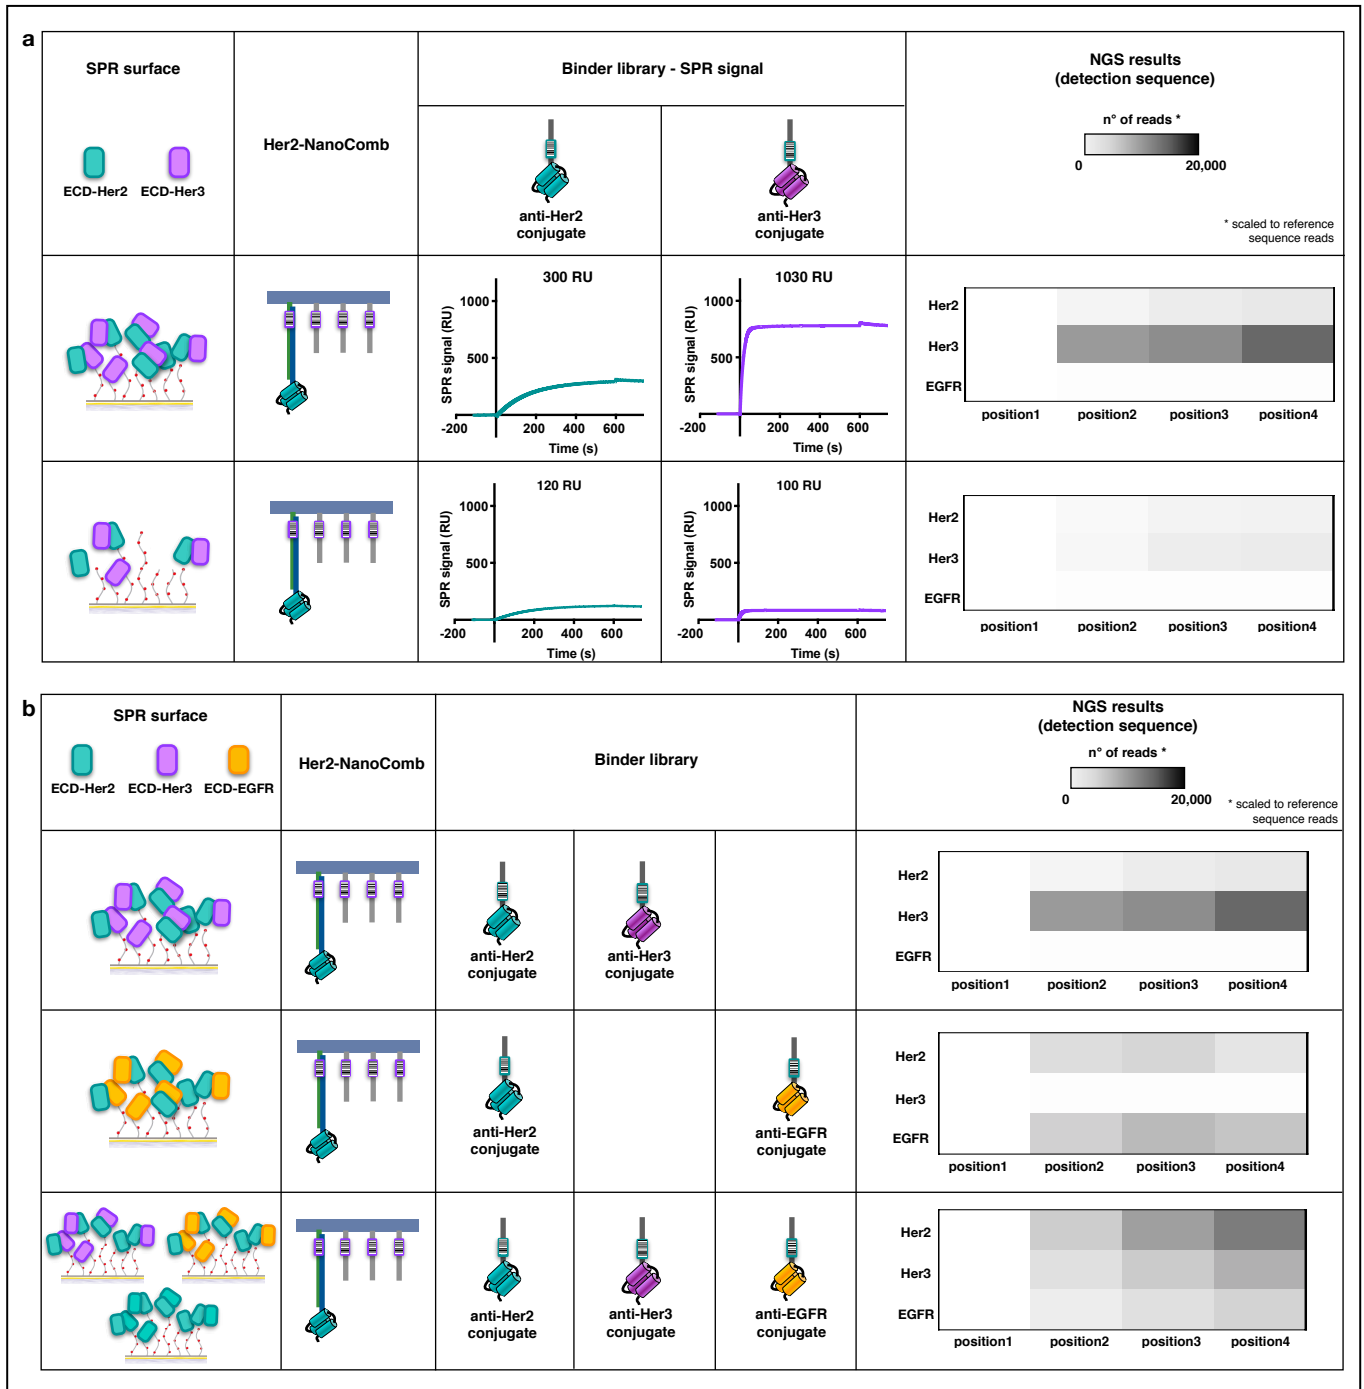 a
SPR surface
ECD-Her2 ECD-Her3
Her2-NanoComb
Binder library - SPR signal
anti-Her2
conjugate
anti-Her3
conjugate
NGS results
(detection sequence)
n° of reads *
0 20,000
* scaled to reference
sequence reads
300 RU
SPR signal (RU)
1000
500
-200 200 400 600
Time (s)
1030 RU
SPR signal (RU)
1000
500
-200 200 400 600
Time (s)
Her2
Her3
EGFR
position1 position2 position3 position4
120 RU
SPR signal (RU)
1000
500
-200 200 400 600
Time (s)
100 RU
SPR signal (RU)
1000
500
-200 200 400 600
Time (s)
Her2
Her3
EGFR
position1 position2 position3 position4
b
SPR surface
ECD-Her2 ECD-Her3 ECD-EGFR
Her2-NanoComb
Binder library
NGS results
(detection sequence)
n° of reads *
0 20,000
* scaled to reference
sequence reads
anti-Her2
conjugate
anti-Her3
conjugate
Her2
Her3
EGFR
position1 position2 position3 position4
anti-Her2
conjugate
anti-EGFR
conjugate
Her2
Her3
EGFR
position1 position2 position3 position4
anti-Her2
conjugate
anti-Her3
conjugate
anti-EGFR
conjugate
Her2
Her3
EGFR
position1 position2 position3 position4